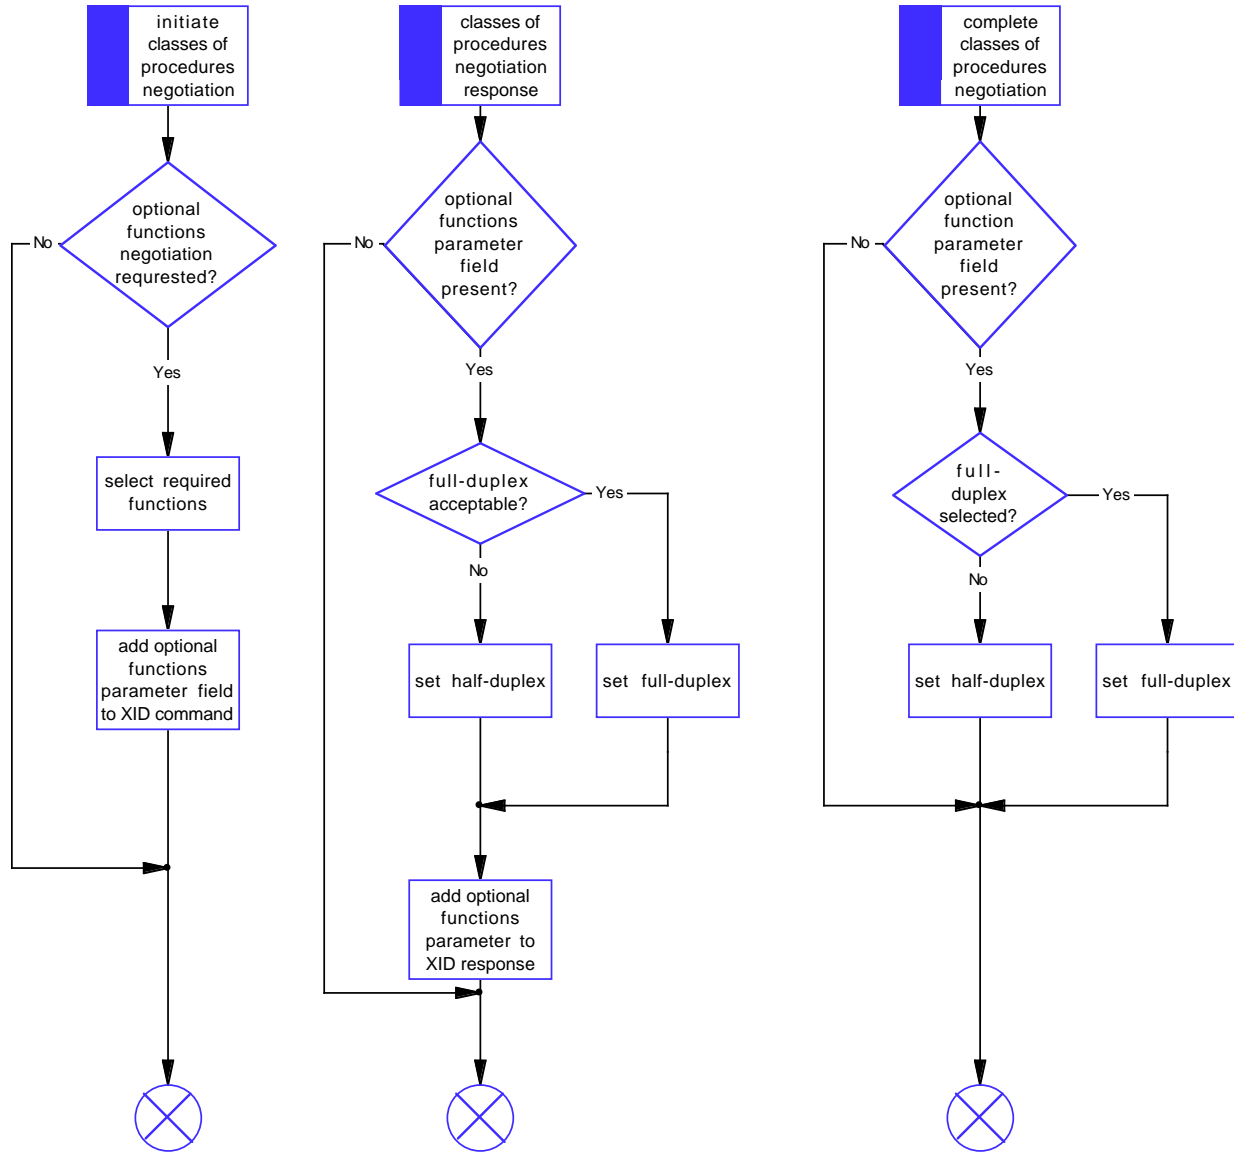 initiate
classes of
procedures
negotiation
optional
functions
negotiation
requrested?
No
Yes
select required
functions
add optional
functions
parameter field
to XID command
classes of
procedures
negotiation
response
optional
functions
parameter
field
present?
No
Yes
full-duplex
acceptable?
Yes
No
set half-duplex
set full-duplex
add optional
functions
parameter to
XID response
complete
classes of
procedures
negotiation
optional
function
parameter
field
present?
No
Yes
full-
duplex
selected?
Yes
No
set half-duplex
set full-duplex